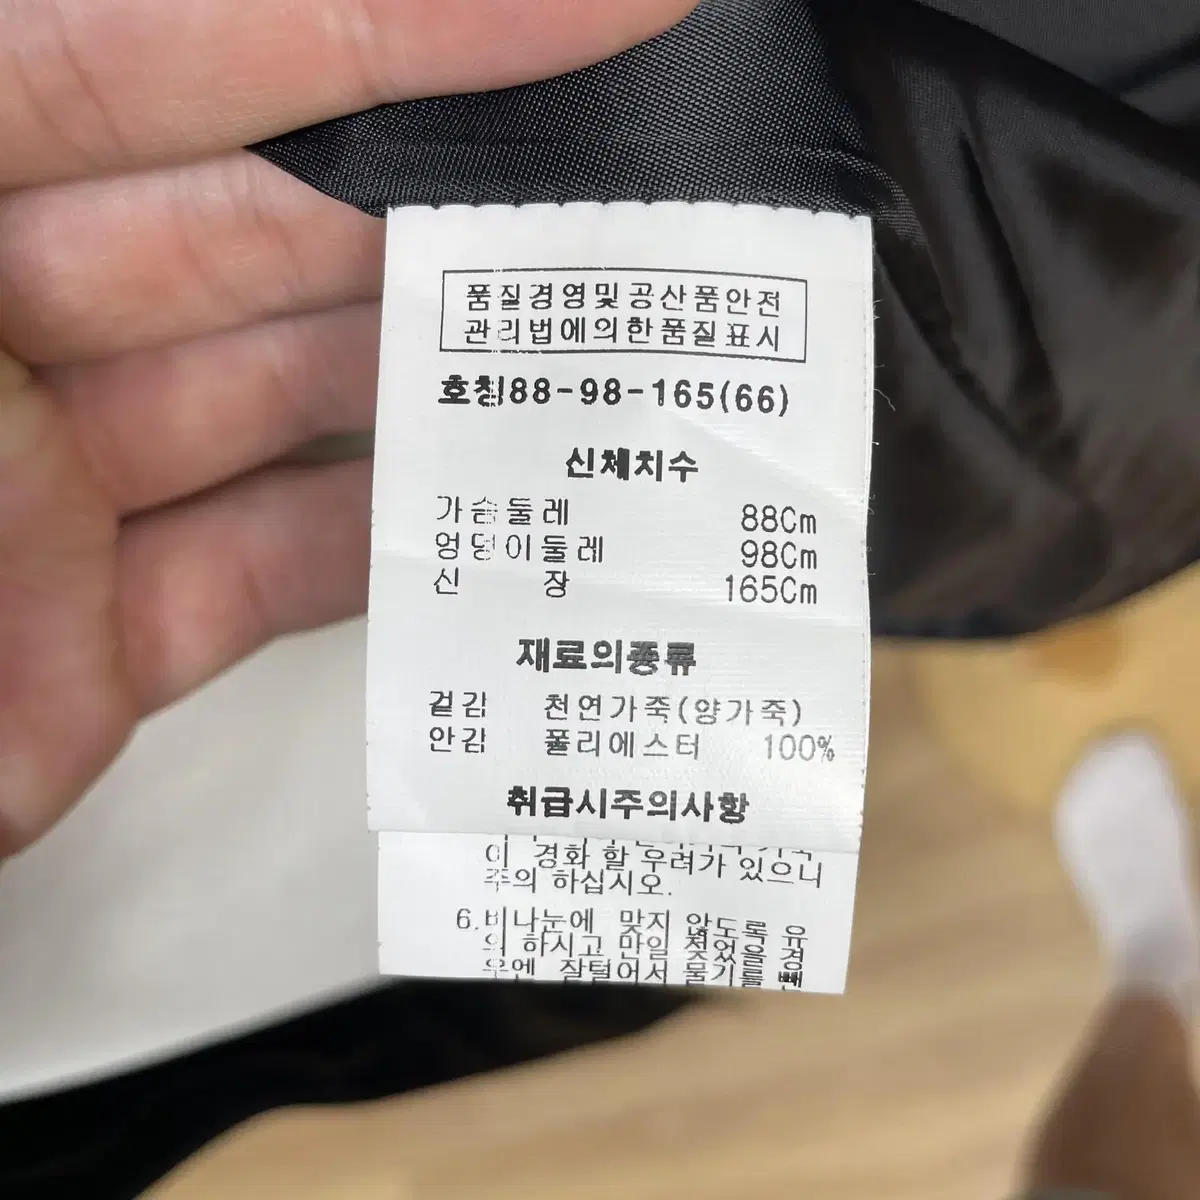 품질경영및공산품안전
관리법에의한품질표시
호칭88-98-165(66)
신체치수
가슴둘레 88Cm
엉덩이둘레 98Cm
신 장 165Cm
재료의종류
겉감 천연가죽(양가죽)
안감 폴리에스터 100%
취급시주의사항
이 경화 할 우려가 있으니
주의 하십시오.
6.비나눈에 맞지 않도록 유
의 하시고 만일 젖었을 경
우엔 잘털어서 물기를 뺀